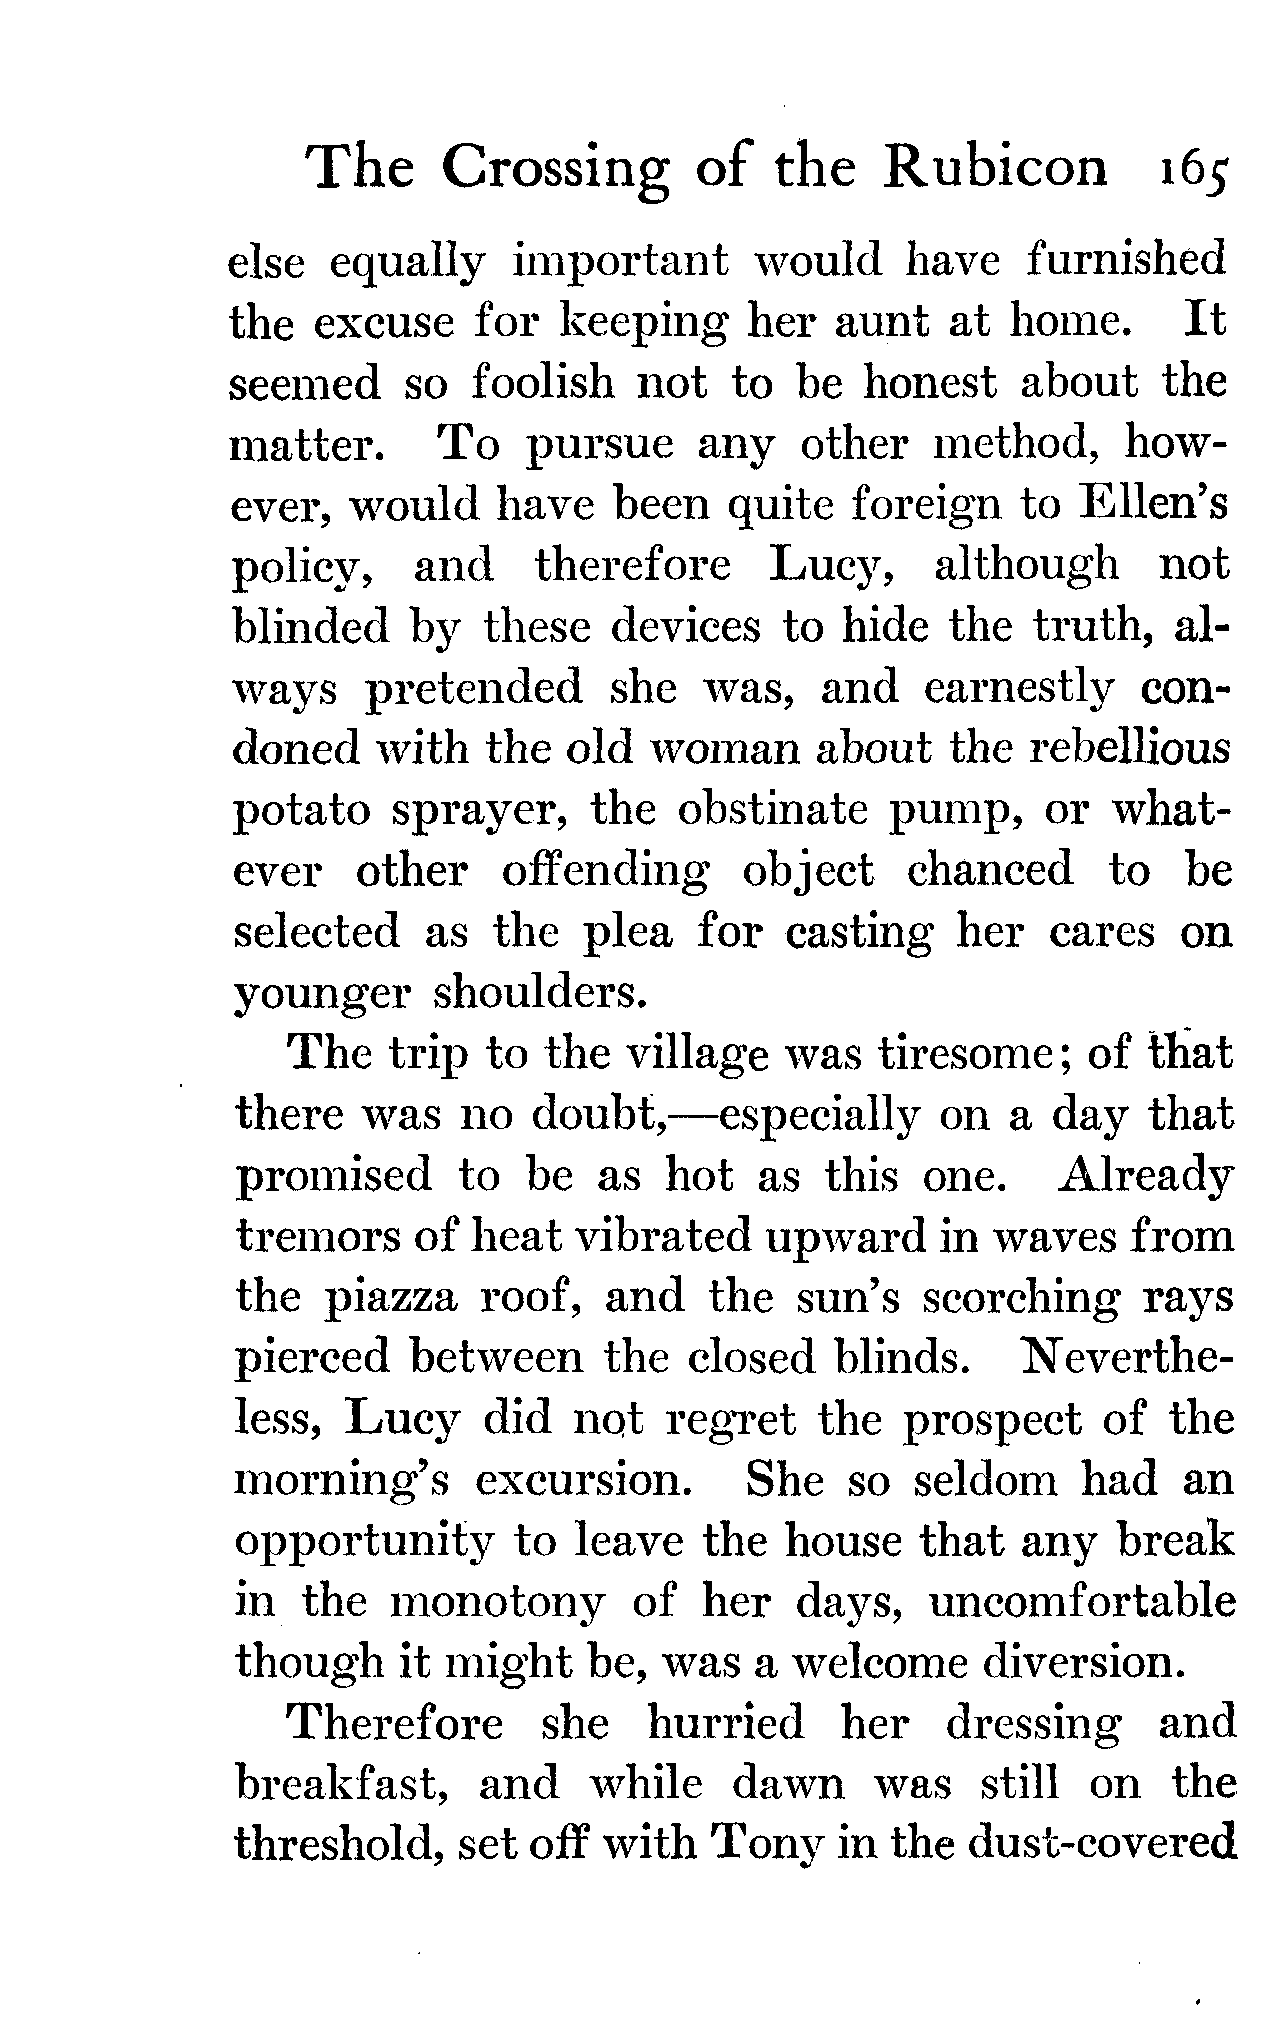 The Crossing of the Rubicon 165
else equally important would have furnished
the excuse for keeping her aunt at home. It
seemed so foolish not to be honest about the
matter. To pursue any other method, how-
ever, would have been quite foreign to Ellen's
policy, and therefore Lucy, although not
blinded by these devices to hide the truth, al-
ways pretended she was, and earnestly con-
doned with the old woman about the rebellious
potato sprayer, the obstinate pump, or what-
ever other offending object chanced to be
selected as the plea for casting her cares on
younger shoulders.
The trip to the village was tiresome; of that
there was no doubt,—especially on a day that
promised to be as hot as this one. Already
tremors of heat vibrated upward in waves from
the piazza roof, and the sun's scorching rays
pierced between the closed blinds. Neverthe-
less, Lucy did not regret the prospect of the
morning's excursion. She so seldom had an
opportunity to leave the house that any break
in the monotony of her days, uncomfortable
though it might be, was a welcome diversion.
Therefore she hurried her dressing and
breakfast, and while dawn was still on the
threshold, set off with Tony in the dust-covered